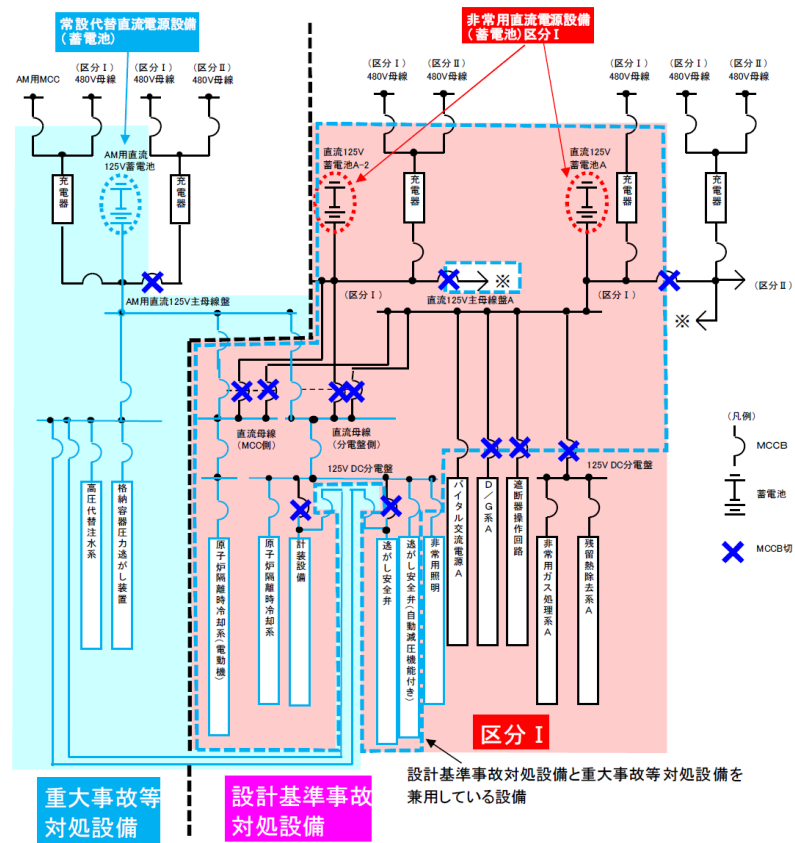 常設代替直流電源設備
(蓄電池)
非常用直流電源設備
(蓄電池)区分Ⅰ
AM用MCC
(区分Ⅰ)
480V母線
(区分Ⅰ)
480V母線
(区分Ⅱ)
480V母線
(区分Ⅰ)
480V母線
(区分Ⅱ)
480V母線
(区分Ⅰ)
480V母線
(区分Ⅰ)
480V母線
(区分Ⅱ)
480V母線
AM用直流
125V蓄電池
充電器
充電器
直流125V
蓄電池A-2
充電器
直流125V
蓄電池A
充電器
充電器
※
(区分Ⅱ)
AM用直流125V主母線盤
(区分Ⅰ)
直流125V主母線盤A
(区分Ⅰ)
※
直流母線
(MCC側)
直流母線
(分電盤側)
125V DC分電盤
125V DC分電盤
(凡例)
MCCB
蓄電池
MCCB切
高圧代替注水系
格納容器圧力逃がし装置
原子炉隔離時冷却系(電動機)
原子炉隔離時冷却系
計装設備
逃がし安全弁
逃がし安全弁(自動減圧機能付き)
非常用照明
バイタル交流電源A
D/G系A
遮断器操作回路
非常用ガス処理系A
残留熱除去系A
区分Ⅰ
設計基準事故対処設備と重大事故等対処設備を
兼用している設備
重大事故等
対処設備
設計基準事故
対処設備